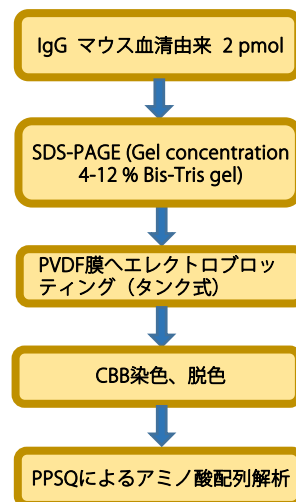 IgG マウス血清由来 2 pmol
SDS-PAGE (Gel concentration
4-12 % Bis-Tris gel)
PVDF膜へエレクトロブロッ
ティング（タンク式）
CBB染色、脱色
PPSQによるアミノ酸配列解析